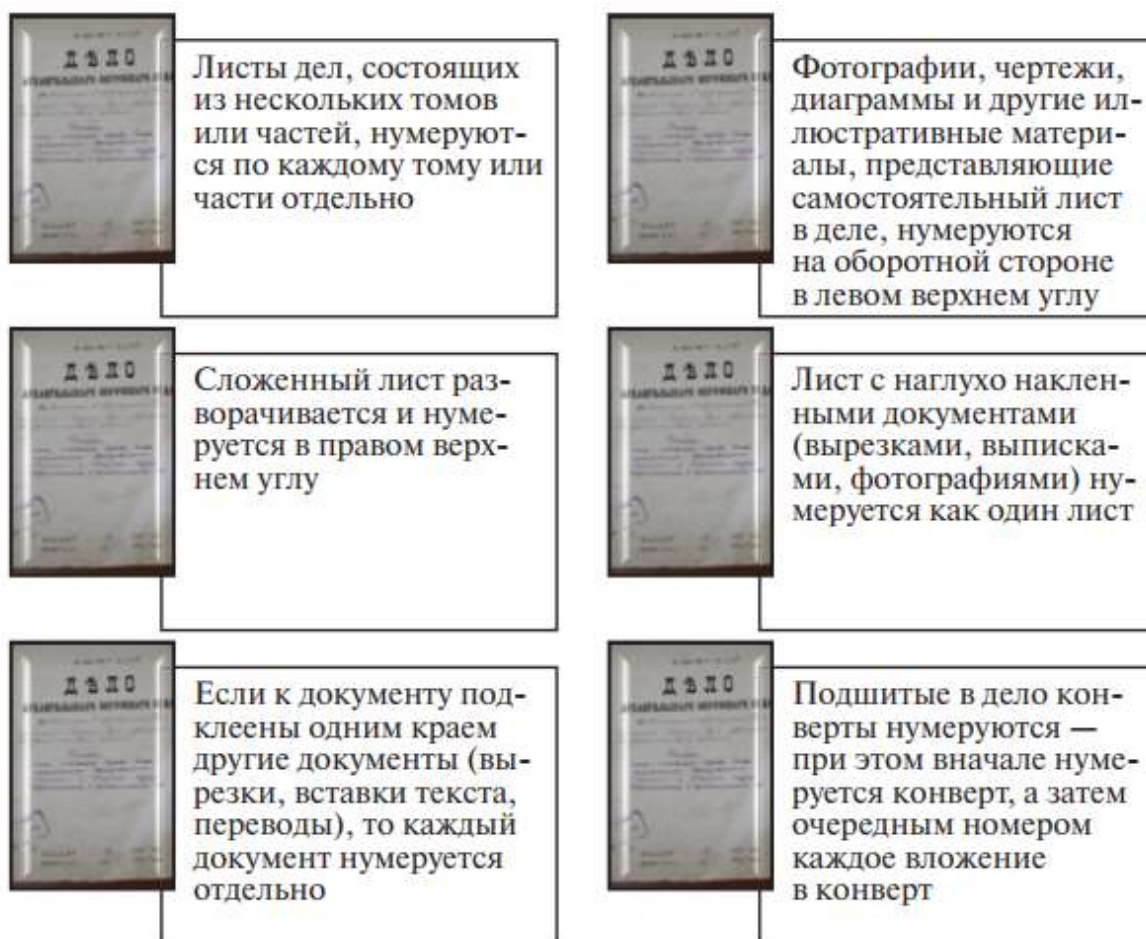 ДѢЛО
Листы дел, состоящих
из нескольких томов
или частей, нумеруют-
ся по каждому тому или
части отдельно
ДѢЛО
Фотографии, чертежи,
диаграммы и другие ил-
люстративные матери-
алы, представляющие
самостоятельный лист
в деле, нумеруются
на оборотной стороне
в левом верхнем углу
ДѢЛО
Сложенный лист раз-
ворачивается и нуме-
руется в правом верх-
нем углу
ДѢЛО
Лист с наглухо наклен-
ными документами
(вырезками, выписка-
ми, фотографиями) ну-
меруется как один лист
ДѢЛО
Если к документу под-
клеены одним краем
другие документы (вы-
резки, вставки текста,
переводы), то каждый
документ нумеруется
отдельно
ДѢЛО
Подшитые в дело кон-
верты нумеруются —
при этом вначале нуме-
руется конверт, а затем
очередным номером
каждое вложение
в конверт